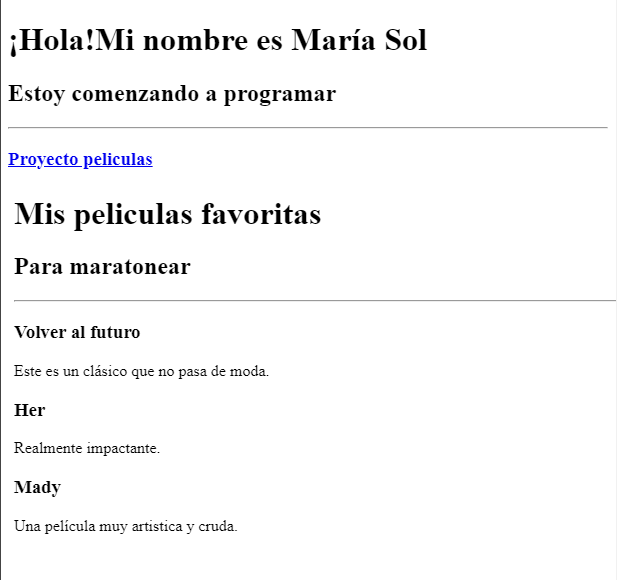 ¡Hola!Mi nombre es María Sol
Estoy comenzando a programar
Proyecto peliculas
Mis peliculas favoritas
Para maratonear
Volver al futuro
Este es un clásico que no pasa de moda.
Her
Realmente impactante.
Mady
Una película muy artistica y cruda.